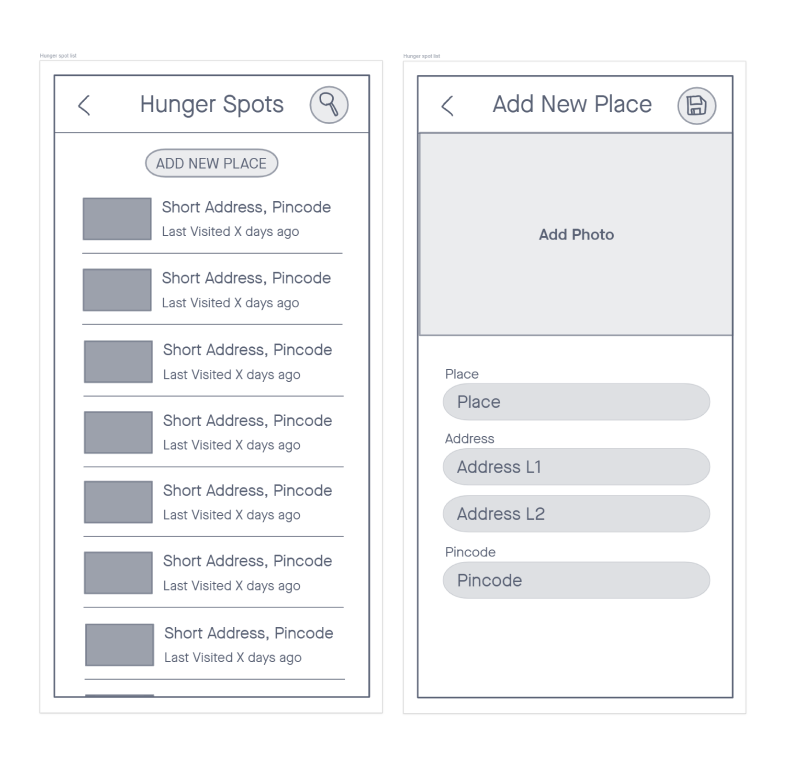 Hunger spot list
Hunger Spots
ADD NEW PLACE
Short Address, Pincode
Last Visited X days ago
Short Address, Pincode
Last Visited X days ago
Short Address, Pincode
Last Visited X days ago
Short Address, Pincode
Last Visited X days ago
Short Address, Pincode
Last Visited X days ago
Short Address, Pincode
Last Visited X days ago
Short Address, Pincode
Last Visited X days ago
Hunger spot list
Add New Place
Add Photo
Place
Place
Address
Address L1
Address L2
Pincode
Pincode